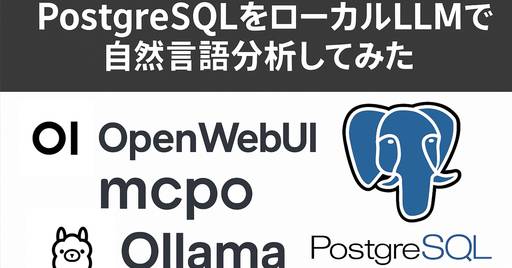 PostgreSQLをローカルLLMで
自然言語分析してみた
OI OpenWebUI
mcpo
Ollama
PostgreSQL